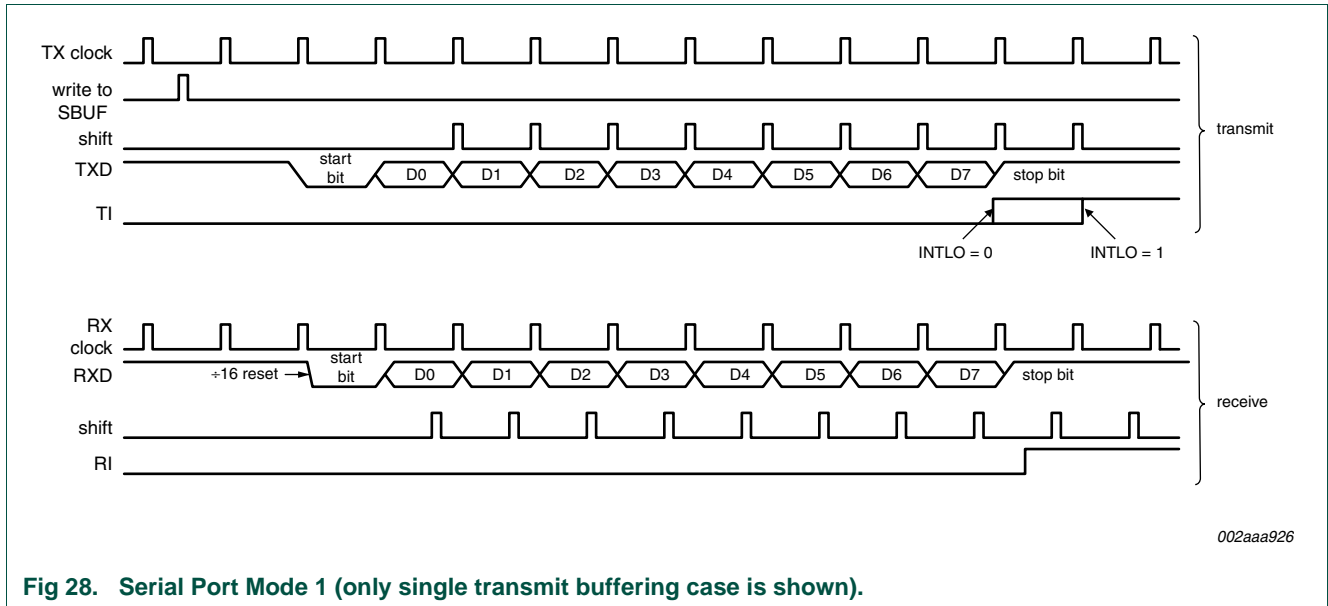 TX clock
write to
SBUF
shift
TXD
start
bit
D0
D1
D2
D3
D4
D5
D6
D7
stop bit
TI
INTLO = 0
INTLO = 1
transmit
RX
clock
RXD
÷16 reset
start
bit
D0
D1
D2
D3
D4
D5
D6
D7
stop bit
shift
RI
receive
002aaa926
Fig 28. Serial Port Mode 1 (only single transmit buffering case is shown).